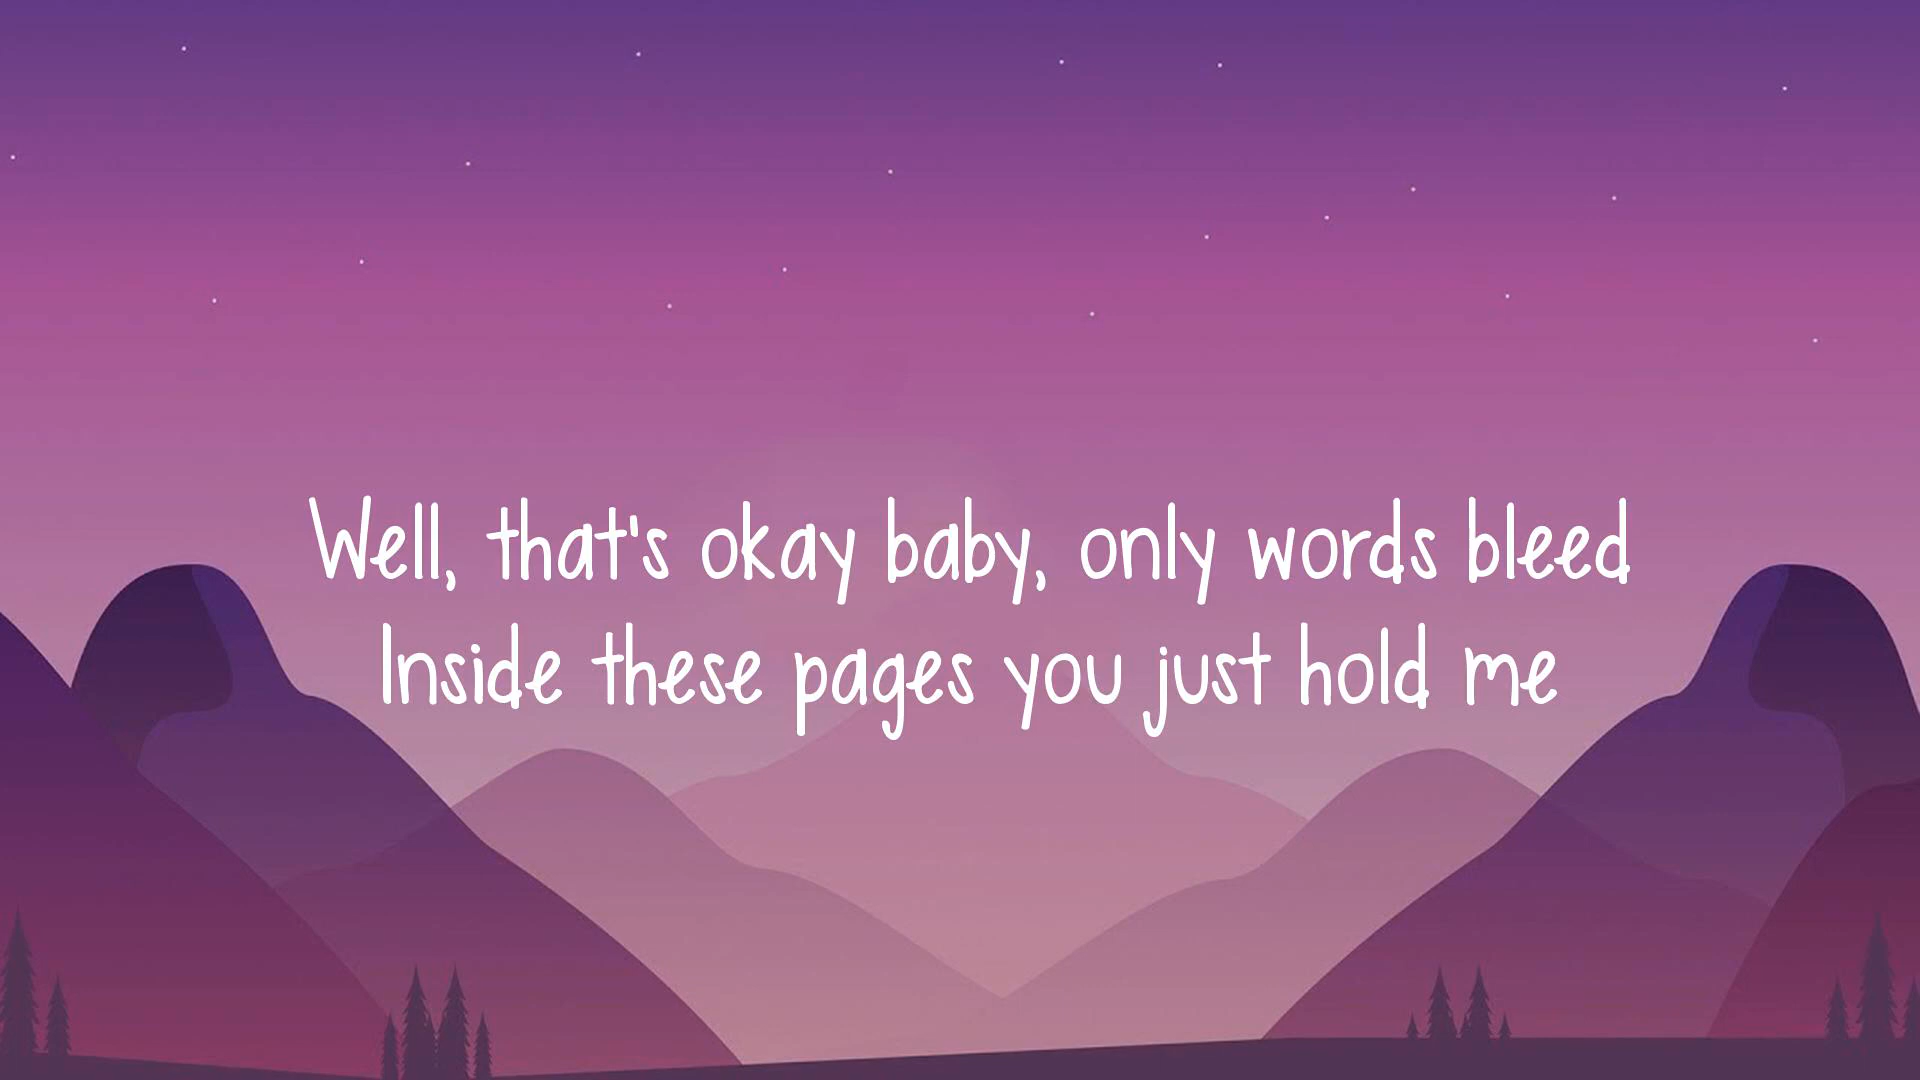 Well, that's okay baby, only words bleed
Inside these pages you just hold me